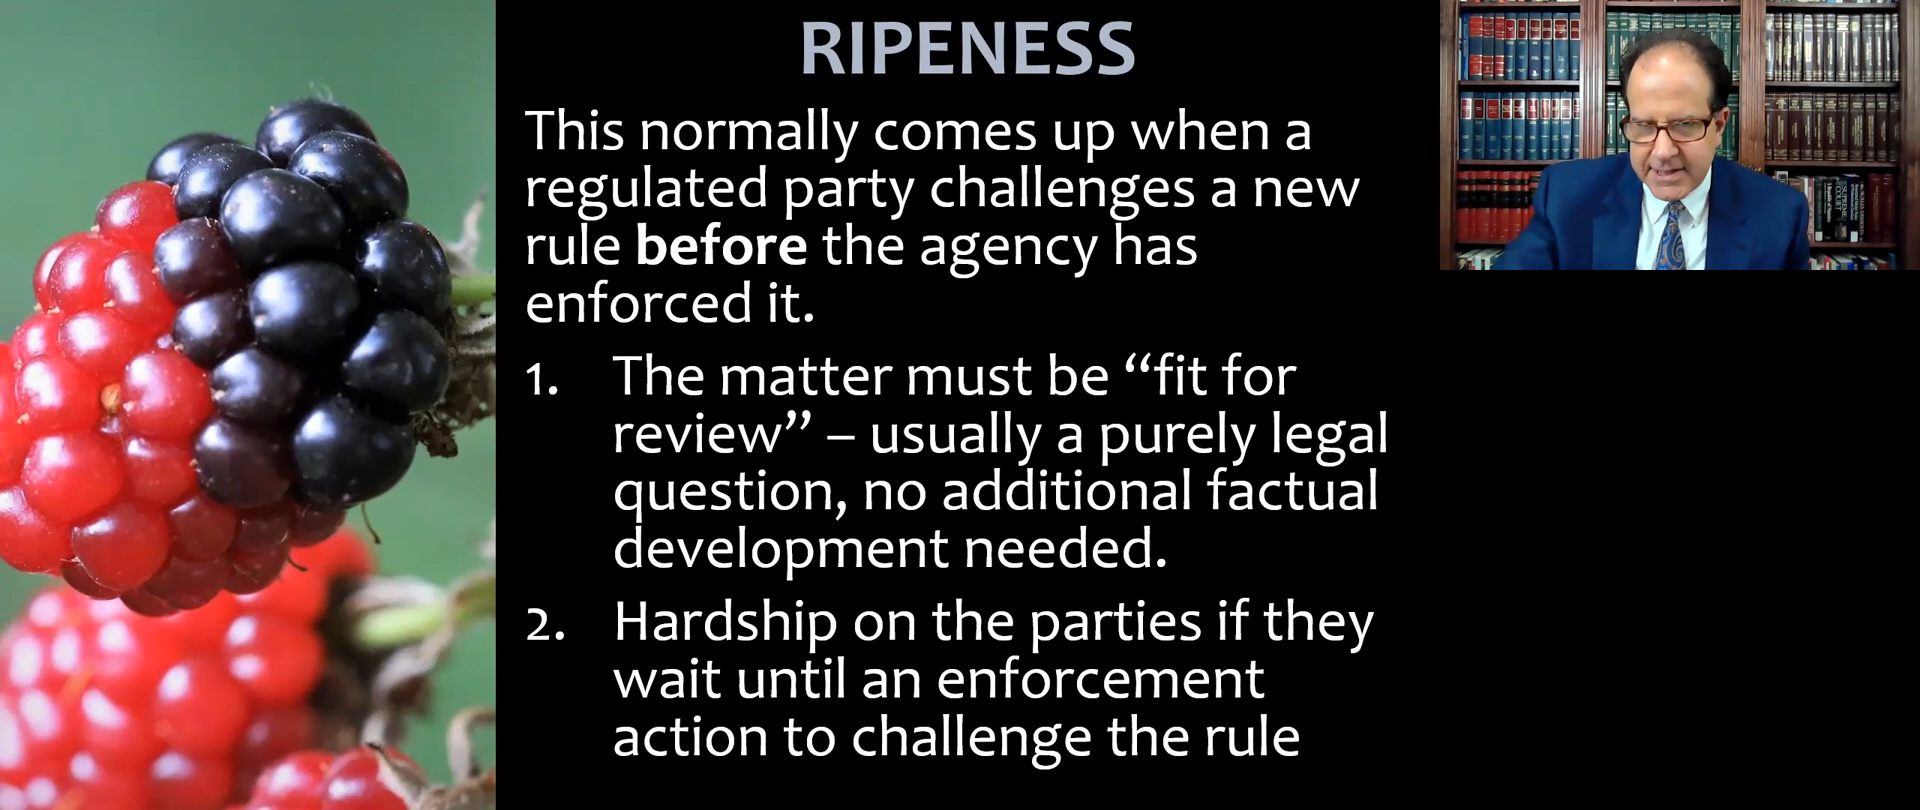 RIPENESS
This normally comes up when a
regulated party challenges a new
rule before the agency has
enforced it.
1. The matter must be “fit for
review” – usually a purely legal
question, no additional factual
development needed.
2. Hardship on the parties if they
wait until an enforcement
action to challenge the rule